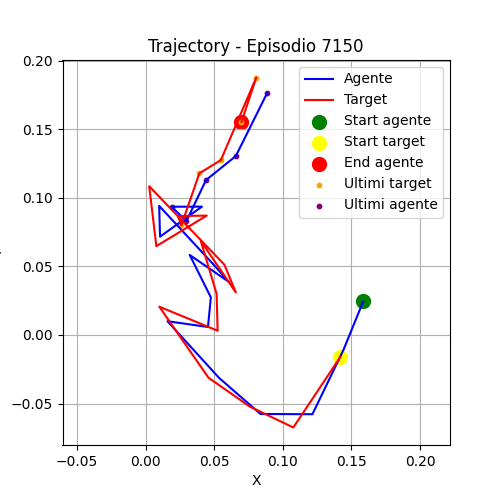 Trajectory - Episodio 7150
0.20
0.15
0.10
0.05
0.00
−0.05
−0.05
0.00
0.05
0.10
0.15
0.20
X
Agente
Target
Start agente
Start target
End agente
Ultimi target
Ultimi agente